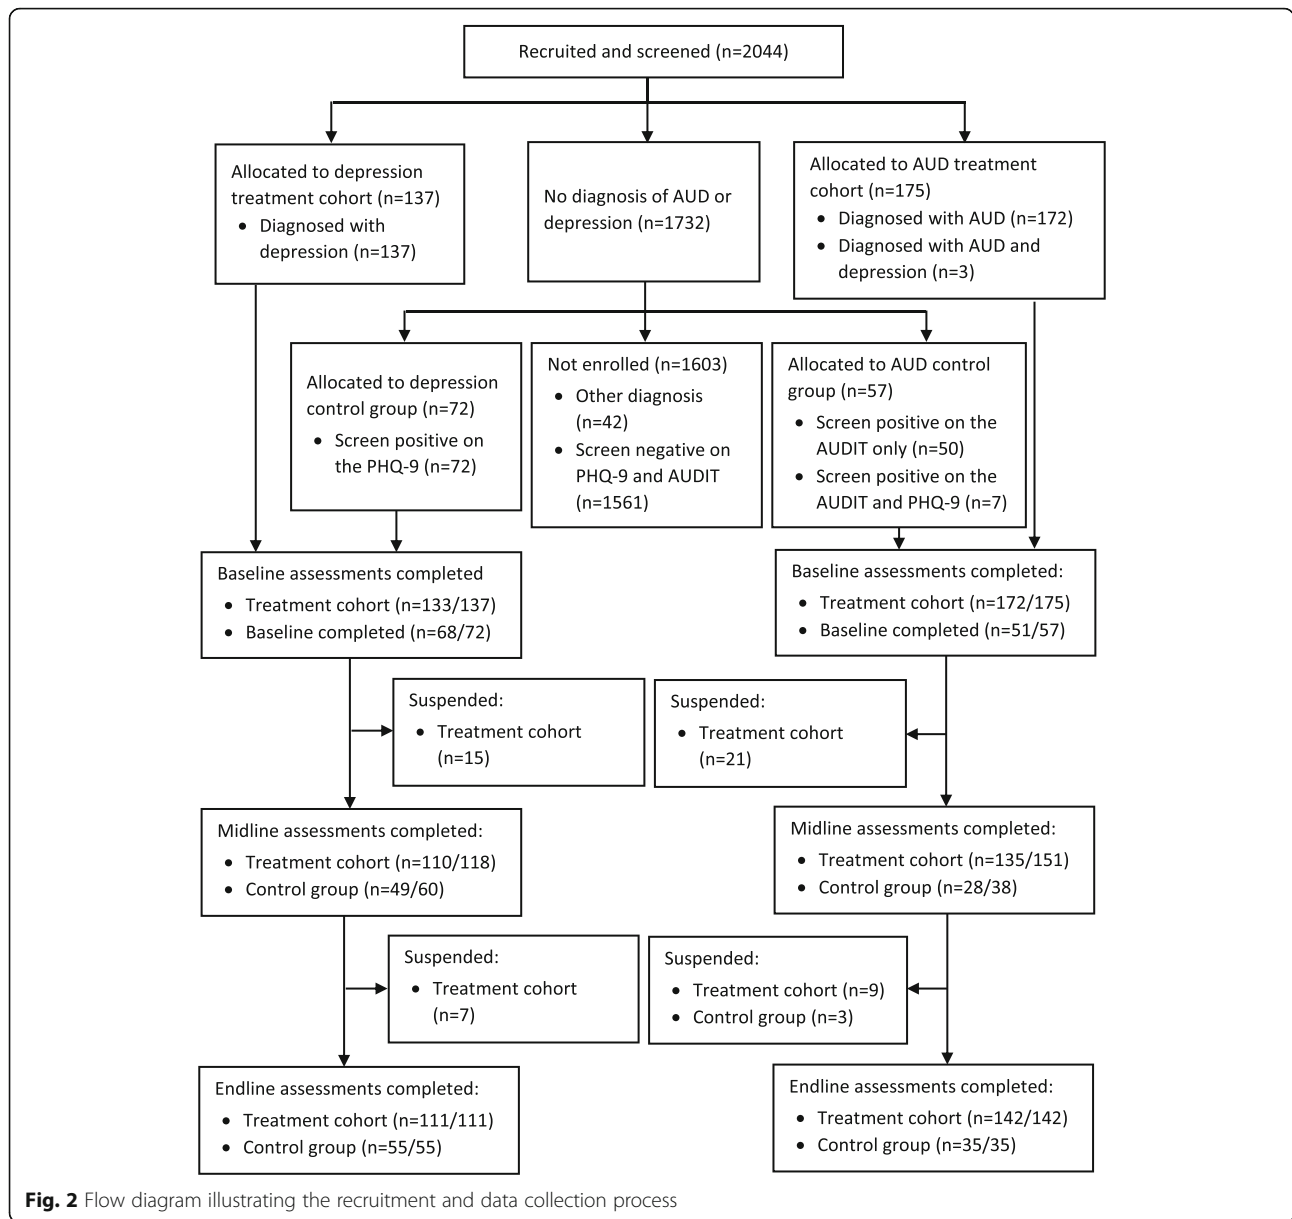 Recruited and screened (n=2044)
Allocated to depression
treatment cohort (n=137)
• Diagnosed with
depression (n=137)
No diagnosis of AUD or
depression (n=1732)
Allocated to AUD treatment
cohort (n=175)
• Diagnosed with AUD (n=172)
• Diagnosed with AUD and
depression (n=3)
Allocated to depression
control group (n=72)
• Screen positive on
the PHQ-9 (n=72)
Not enrolled (n=1603)
• Other diagnosis
(n=42)
• Screen negative on
PHQ-9 and AUDIT
(n=1561)
Allocated to AUD control
group (n=57)
• Screen positive on the
AUDIT only (n=50)
• Screen positive on the
AUDIT and PHQ-9 (n=7)
Baseline assessments completed
• Treatment cohort (n=133/137)
• Baseline completed (n=68/72)
Baseline assessments completed:
• Treatment cohort (n=172/175)
• Baseline completed (n=51/57)
Suspended:
• Treatment cohort
(n=15)
Suspended:
• Treatment cohort
(n=21)
Midline assessments completed:
• Treatment cohort (n=110/118)
• Control group (n=49/60)
Midline assessments completed:
• Treatment cohort (n=135/151)
• Control group (n=28/38)
Suspended:
• Treatment cohort
(n=7)
Suspended:
• Treatment cohort (n=9)
• Control group (n=3)
Endline assessments completed:
• Treatment cohort (n=111/111)
• Control group (n=55/55)
Endline assessments completed:
• Treatment cohort (n=142/142)
• Control group (n=35/35)
Fig. 2 Flow diagram illustrating the recruitment and data collection process